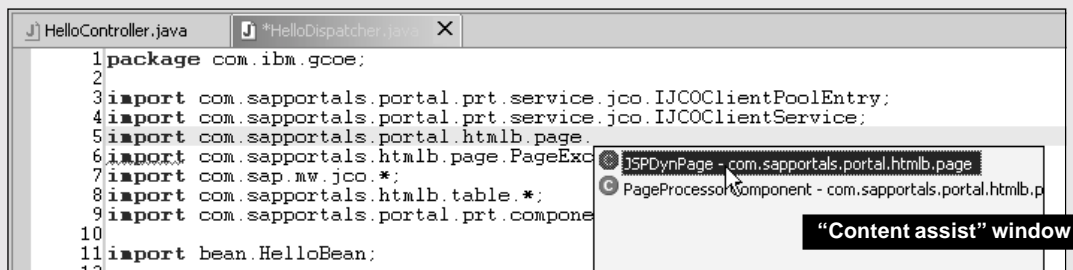 HelloController.java
*HelloDispatcher.java
1 package com.ibm.gcoe;
2
3 import com.sapportals.portal.prt.service.jco.IJCOClientPoolEntry;
4 import com.sapportals.portal.prt.service.jco.IJCOClientService;
5 import com.sapportals.portal.htmlb.page.
6 import com.sapportals.htmlb.page.PageExc
7 import com.sap.mw.jco.*;
8 import com.sapportals.htmlb.table.*;
9 import com.sapportals.portal.prt.compone
10
11 import bean.HelloBean;
JSPDynPage - com.sapportals.portal.htmlb.page
PageProcessorComponent - com.sapportals.portal.htmlb.p
“Content assist” window